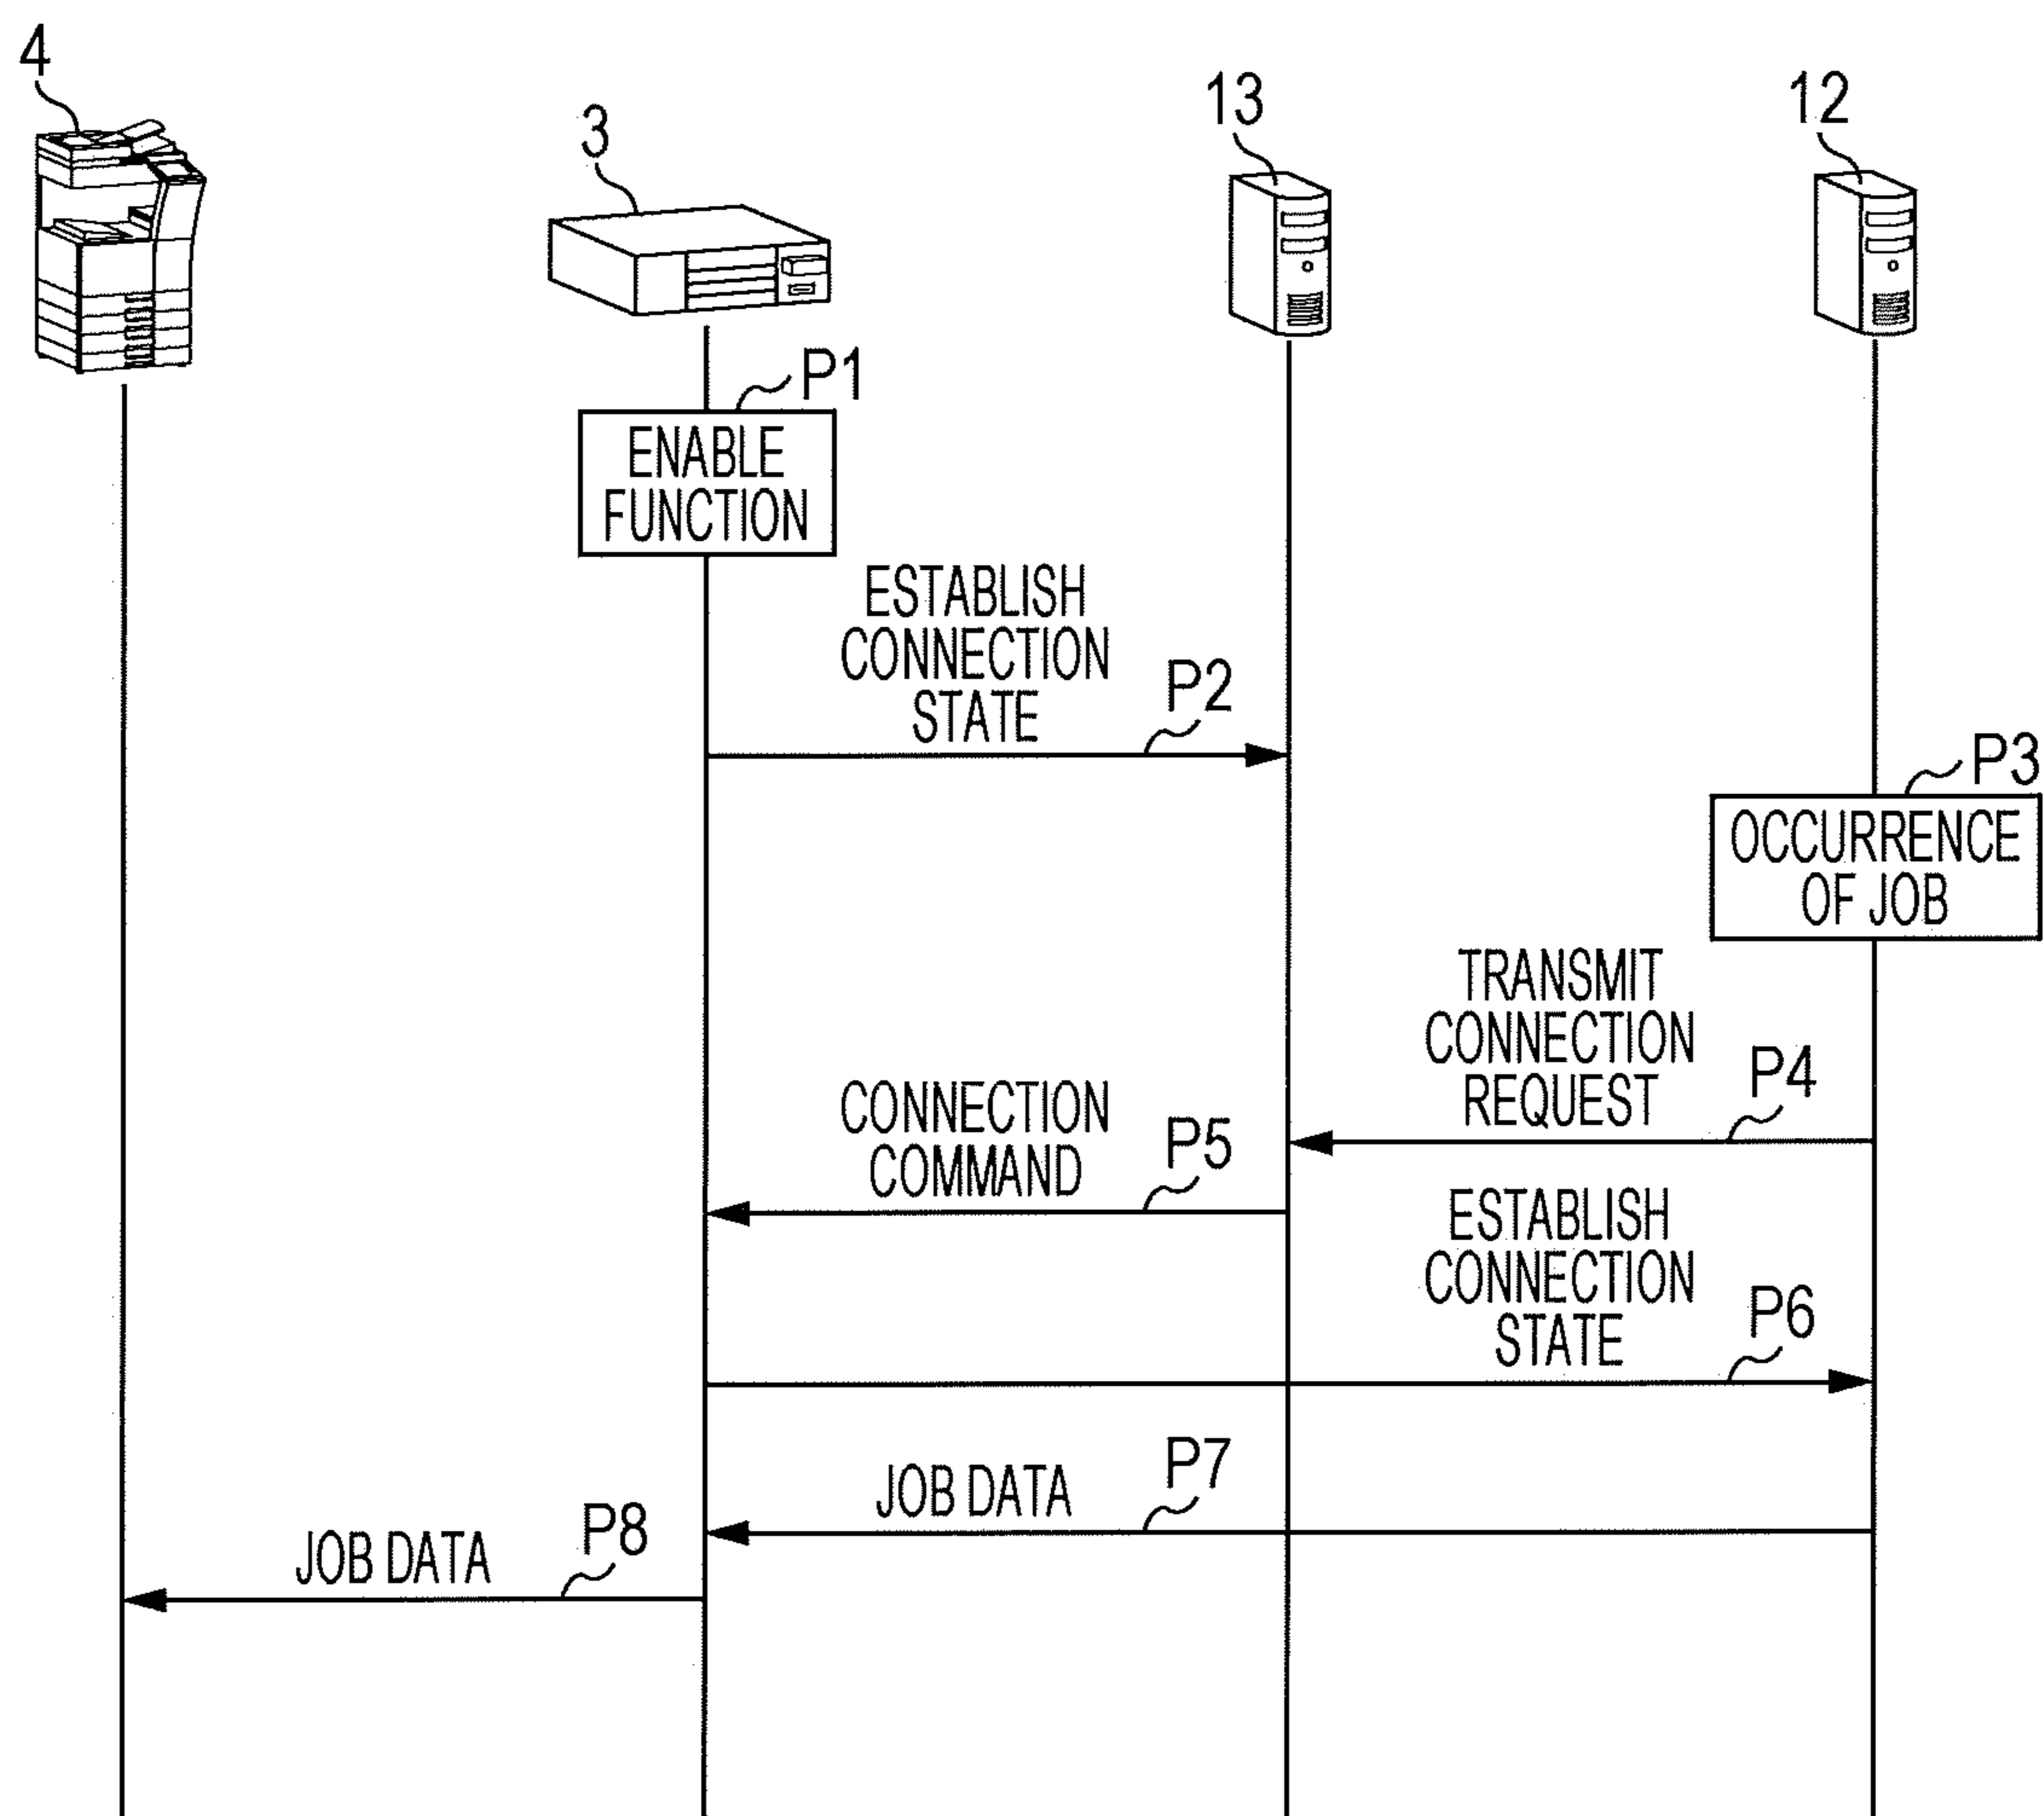 4
3
13
12
P1
ENABLE
FUNCTION
ESTABLISH
CONNECTION
STATE
P2
P3
OCCURRENCE
OF JOB
TRANSMIT
CONNECTION
REQUEST
P4
CONNECTION
COMMAND
P5
ESTABLISH
CONNECTION
STATE
P6
JOB DATA
P7
JOB DATA
P8